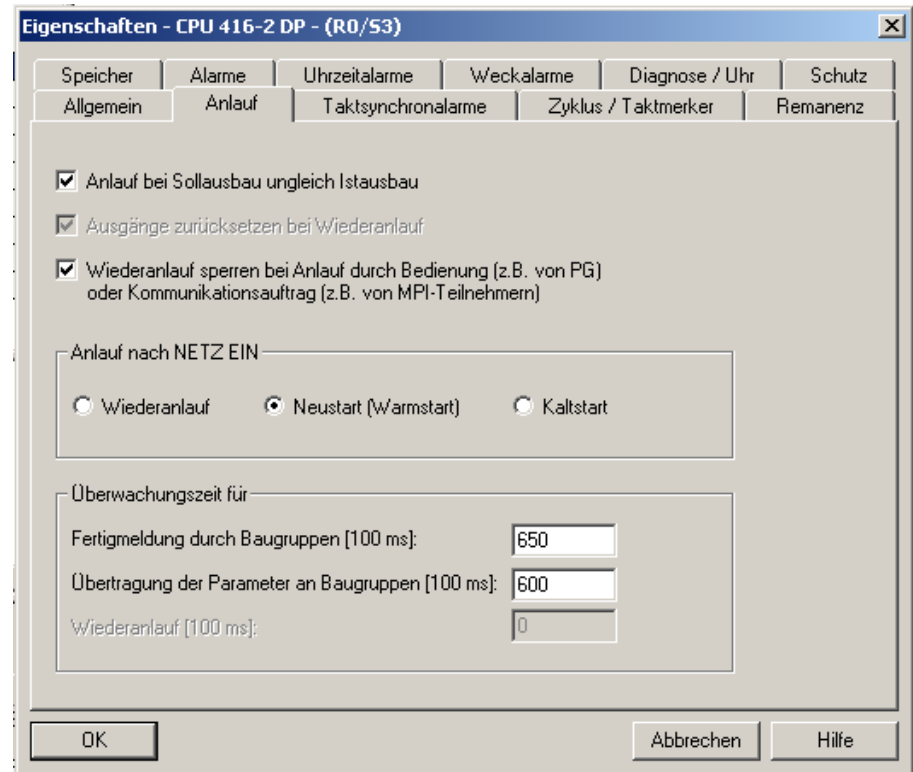 Eigenschaften - CPU 416-2 DP - (R0/S3)
Speicher Alarme Uhrzeitalarme Weckalarme Diagnose / Uhr Schutz
Allgemein Anlauf Taktsynchronalarme Zyklus / Taktmerker Remanenz
Anlauf bei Sollausbau ungleich Istausbau
Ausgänge zurücksetzen bei Wiederanlauf
Wiederanlauf sperren bei Anlauf durch Bedienung (z.B. von PG)
oder Kommunikationsauftrag (z.B. von MPI-Teilnehmern)
Anlauf nach NETZ EIN
Wiederanlauf Neustart (Warmstart) Kaltstart
Überwachungszeit für
Fertigmeldung durch Baugruppen [100 ms]: 650
Übertragung der Parameter an Baugruppen [100 ms]: 600
Wiederanlauf [100 ms]: 0
OK Abbrechen Hilfe